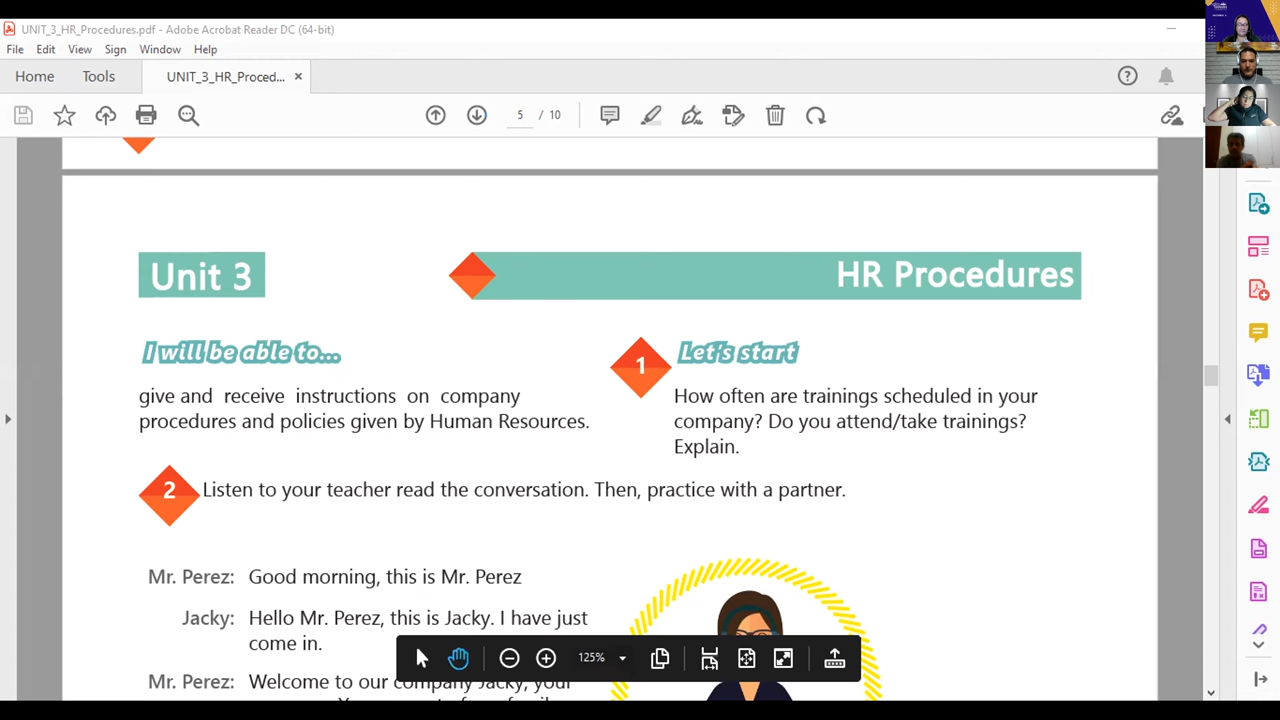 UNIT_3_HR_Procedures.pdf - Adobe Acrobat Reader DC (64-bit)
File Edit View Sign Window Help
Home Tools UNIT_3_HR_Proced... ×
5 / 10
Unit 3
HR Procedures
I will be able to...
give and receive instructions on company
procedures and policies given by Human Resources.
1
Let's start
How often are trainings scheduled in your
company? Do you attend/take trainings?
Explain.
2
Listen to your teacher read the conversation. Then, practice with a partner.
Mr. Perez: Good morning, this is Mr. Perez
Jacky: Hello Mr. Perez, this is Jacky. I have just
come in.
Mr. Perez: Welcome to our company Jacky, your
125%